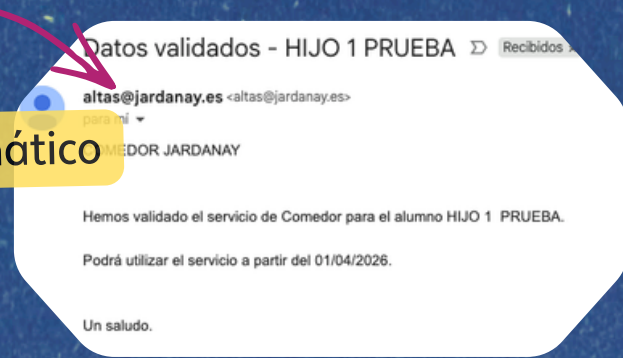 Datos validados - HIJO 1 PRUEBA Recibidos
altas@jardanay.es <altas@jardanay.es>
para mí
COMEDOR JARDANAY
Hemos validado el servicio de Comedor para el alumno HIJO 1 PRUEBA.
Podrá utilizar el servicio a partir del 01/04/2026.
Un saludo.